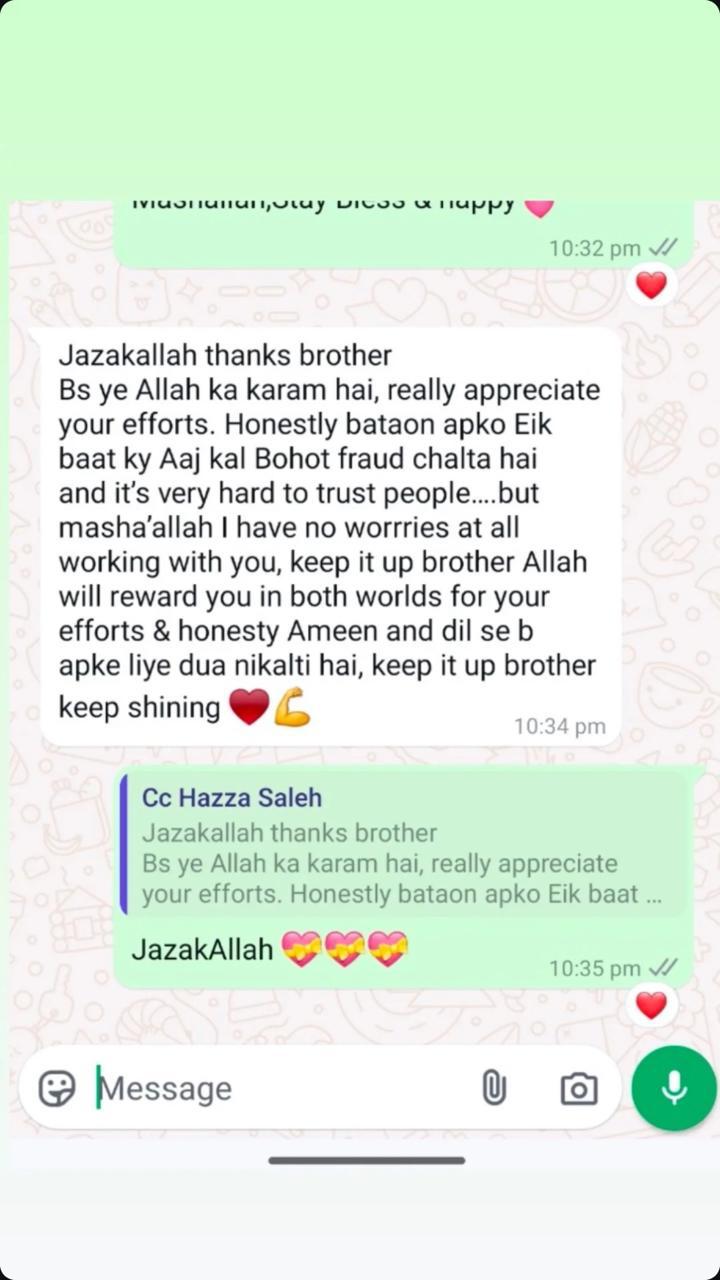 Mashallah,Stay Bless & happy
10:32 pm
Jazakallah thanks brother
Bs ye Allah ka karam hai, really appreciate
your efforts. Honestly bataon apko Eik
baat ky Aaj kal Bohot fraud chalta hai
and it's very hard to trust people....but
masha'allah I have no worrries at all
working with you, keep it up brother Allah
will reward you in both worlds for your
efforts & honesty Ameen and dil se b
apke liye dua nikalti hai, keep it up brother
keep shining ❤️💪
10:34 pm
Cc Hazza Saleh
Jazakallah thanks brother
Bs ye Allah ka karam hai, really appreciate
your efforts. Honestly bataon apko Eik baat ...
JazakAllah 💝💝💝
10:35 pm
Message